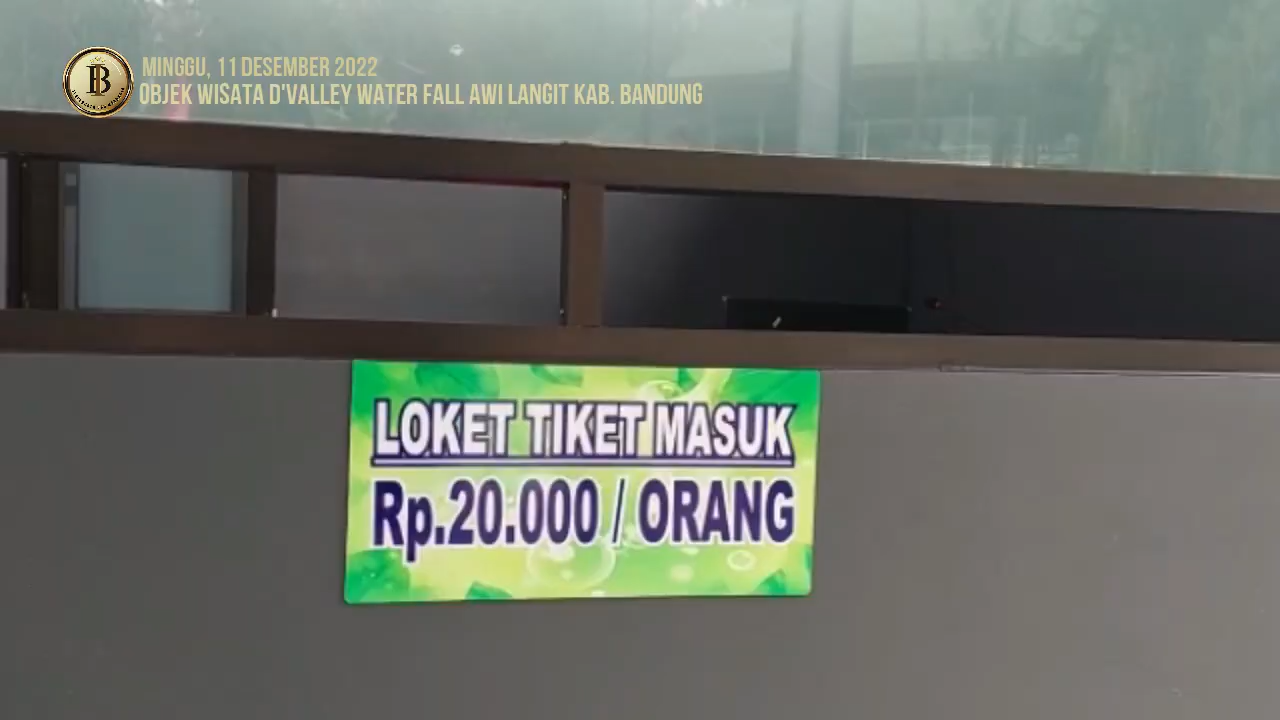 MINGGU, 11 DESEMBER 2022
OBJEK WISATA D'VALLEY WATER FALL AWI LANGIT KAB. BANDUNG
LOKET TIKET MASUK
Rp.20.000 / ORANG